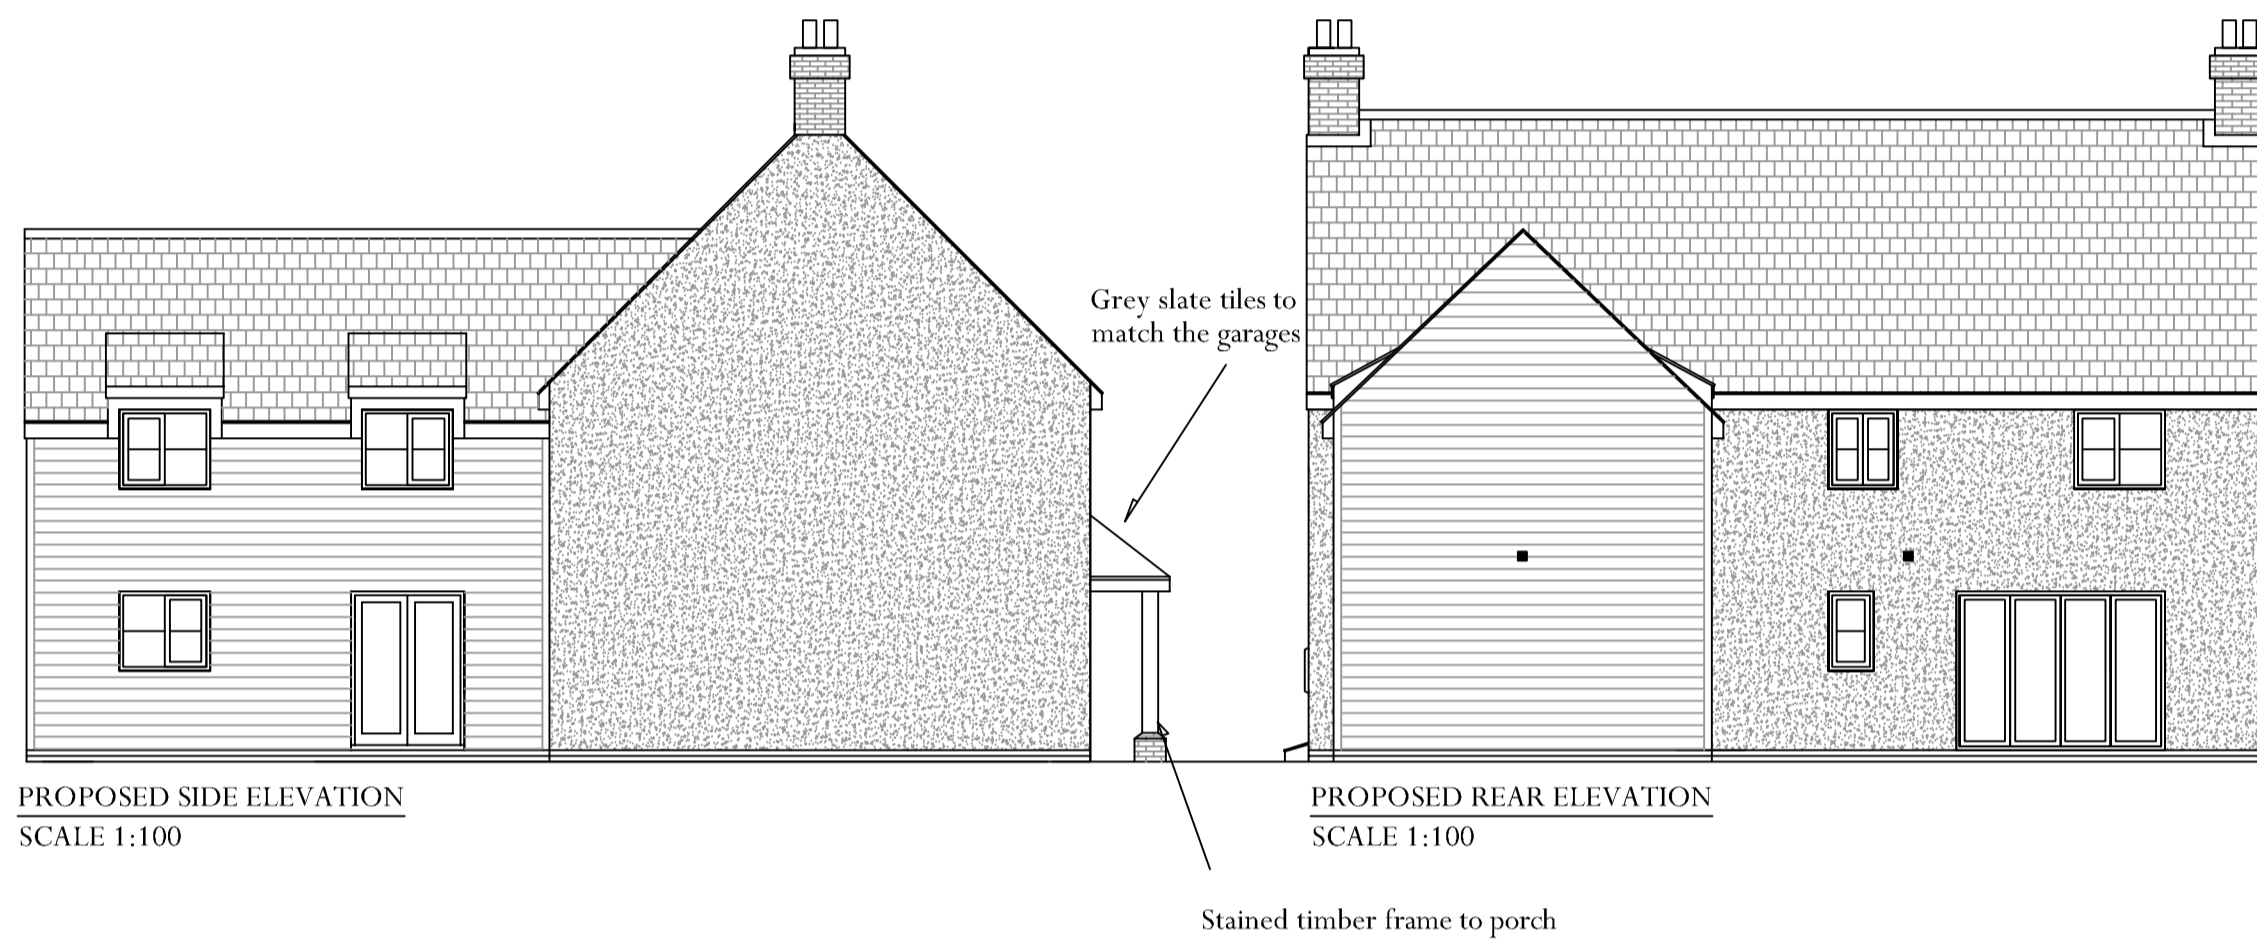 Grey slate tiles to
match the garages
PROPOSED SIDE ELEVATION
SCALE 1:100
PROPOSED REAR ELEVATION
SCALE 1:100
Stained timber frame to porch